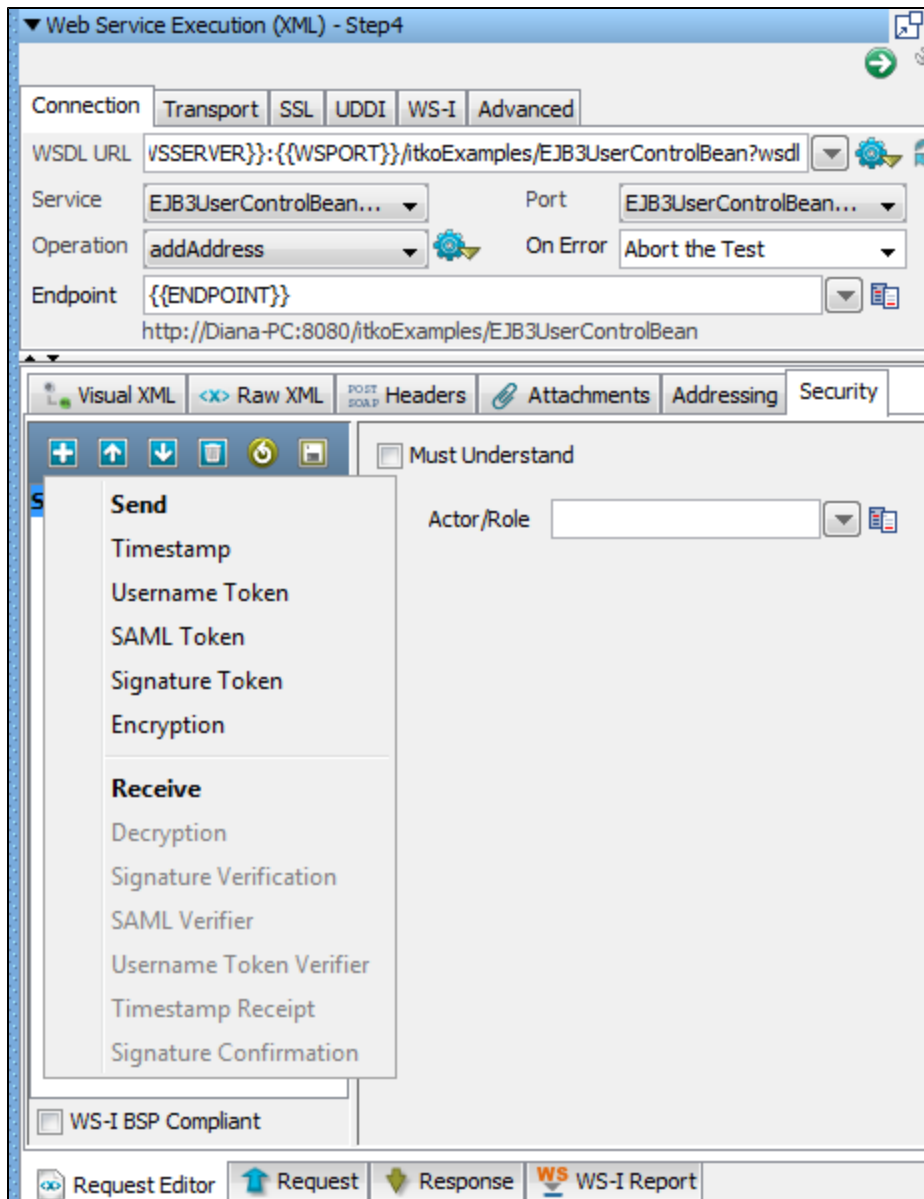 Web Service Execution (XML) - Step4
Connection Transport SSL UDDI WS-I Advanced
WSDL URL VSSERVER}}:{{WSPORT}}/itkoExamples/EJB3UserControlBean?wsdl
Service EJB3UserControlBean... Port EJB3UserControlBean...
Operation addAddress On Error Abort the Test
Endpoint {{ENDPOINT}}
http://Diana-PC:8080/itkoExamples/EJB3UserControlBean
Visual XML <x> Raw XML POST SOAP Headers Attachments Addressing Security
Must Understand
S
Send
Actor/Role
Timestamp
Username Token
SAML Token
Signature Token
Encryption
Receive
Decryption
Signature Verification
SAML Verifier
Username Token Verifier
Timestamp Receipt
Signature Confirmation
WS-I BSP Compliant
Request Editor Request Response WS WS-I Report